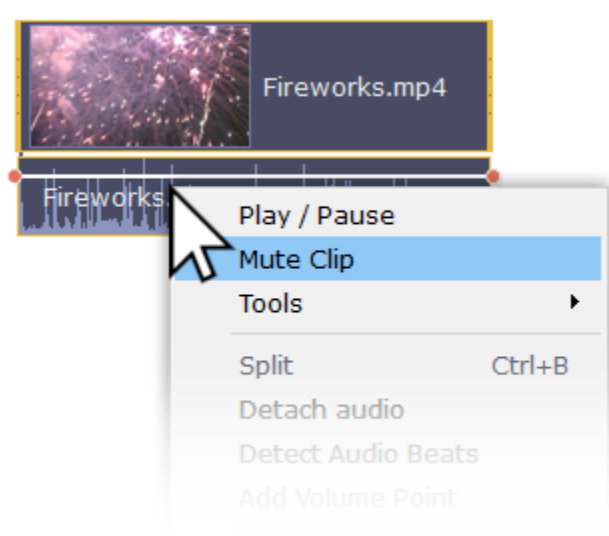 Fireworks.mp4
Fireworks.
Play / Pause
Mute Clip
Tools
Split Ctrl+B
Detach audio
Detect Audio Beats
Add Volume Point